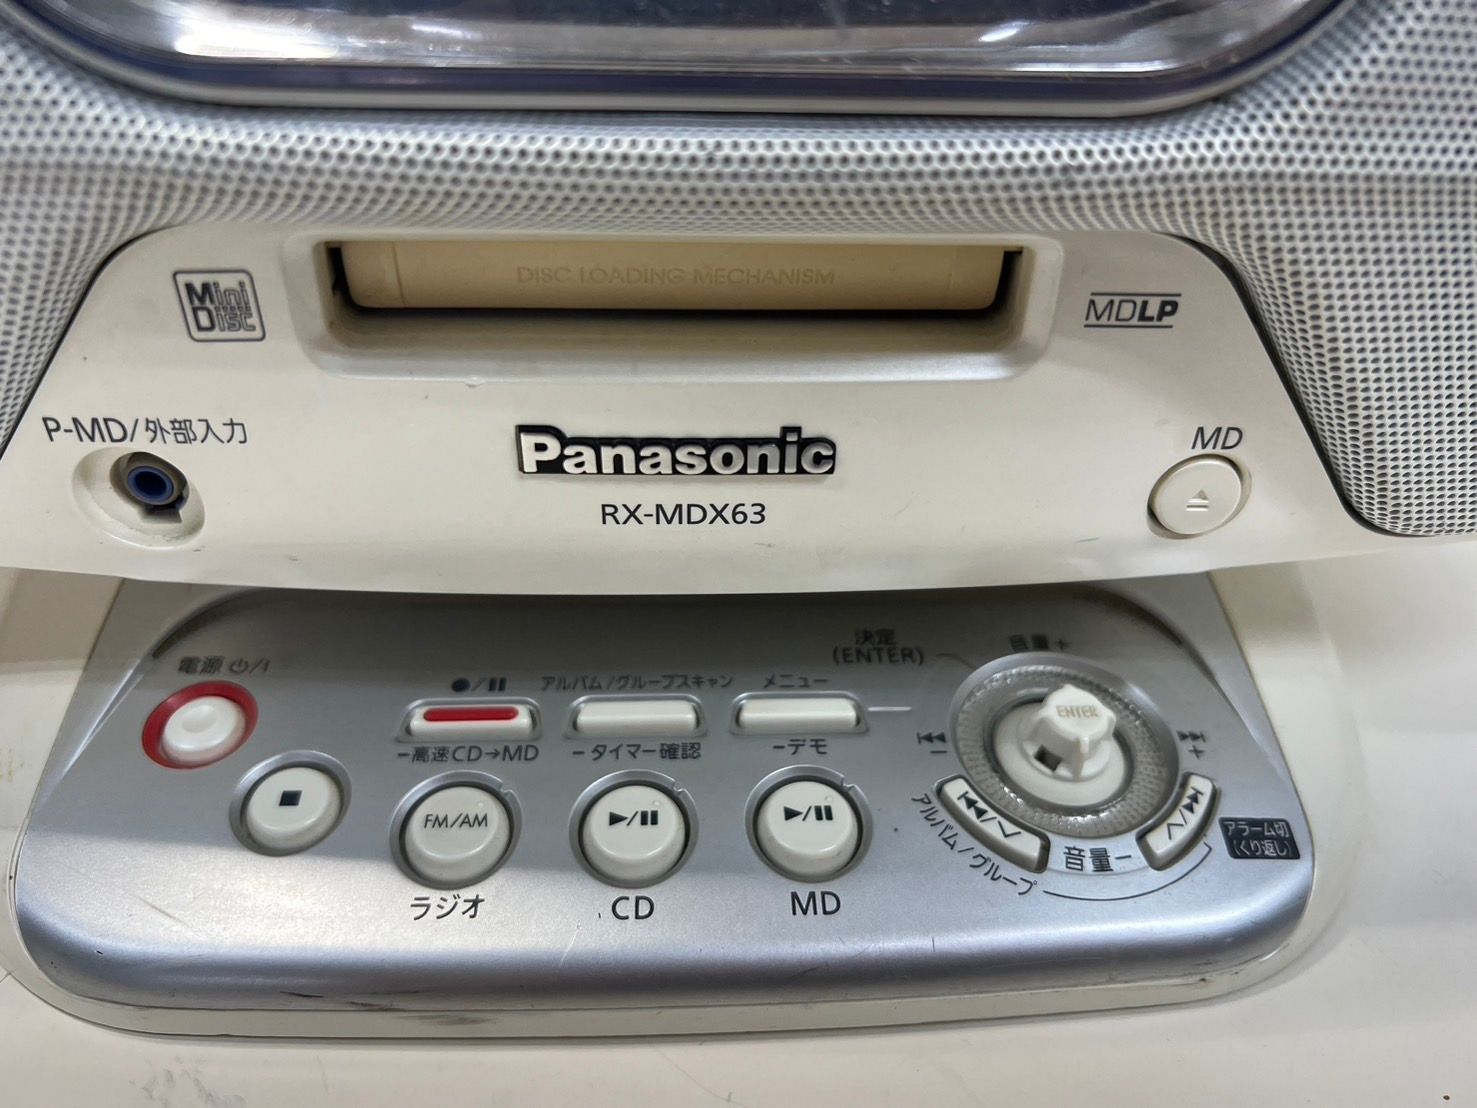 DISC LOADING MECHANISM
Mini
Disc
MDLP
P-MD/外部入力
Panasonic
RX-MDX63
MD
電源 ⏻/I
●/II
アルバム/グループスキャン
メニュー
決定
(ENTER)
音量+
ENTER
−高速CD→MD
−タイマー確認
−デモ
I◀◀
−
▶▶I
+
■
FM/AM
▶/II
▶/II
I◀◀/∨
▶▶I/∧
アルバム/グループ
音量−
アラーム切
(くり返し)
ラジオ
CD
MD